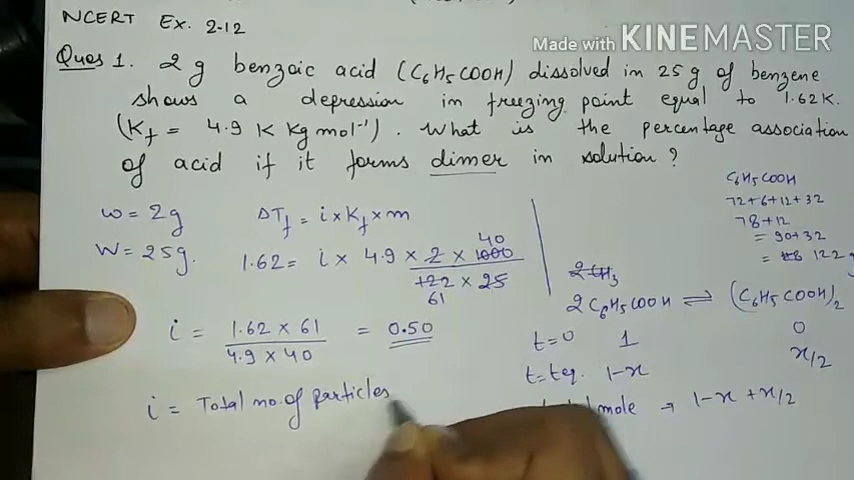 NCERT Ex. 2.12
Made with KINEMASTER
Ques 1. 2 g benzoic acid (C6H5COOH) dissolved in 25 g of benzene
shows a depression in freezing point equal to 1.62K.
(Kf = 4.9 K Kg mol⁻¹). What is the percentage association
of acid if it forms dimer in solution?
w = 2g
W = 25g.
ΔTf = i × Kf × m
1.62 = i × 4.9 × 2 × 1000 40
122 × 25
61
i = 1.62 × 61 = 0.50
4.9 × 40
i = Total no. of particles
C6H5COOH
72+6+12+32
78+12
= 90+32
= 122 g
2CH3
2C6H5COOH ⇌ (C6H5COOH)2
t=0 1 0
t=teq. 1-x x/2
mole → 1-x + x/2